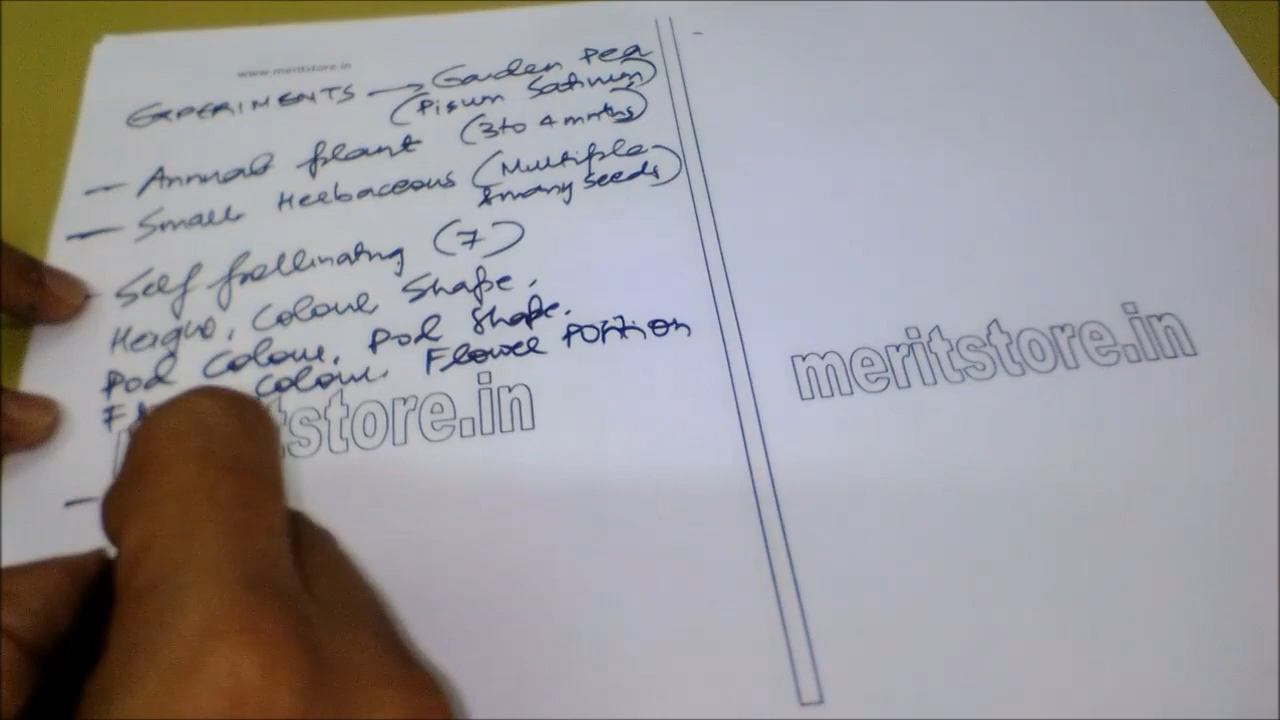 www.meritstore.in
EXPERIMENTS → Garden Pea
(Pisum Sativum)
- Annual plant (3 to 4 months)
- Small Herbaceous (Multiple
& many seeds)
- Self pollinating (7)
Height, Colour, Shape,
Pod Colour, Pod Shape,
Colour, Flower Position
meritstore.in
-
meritstore.in